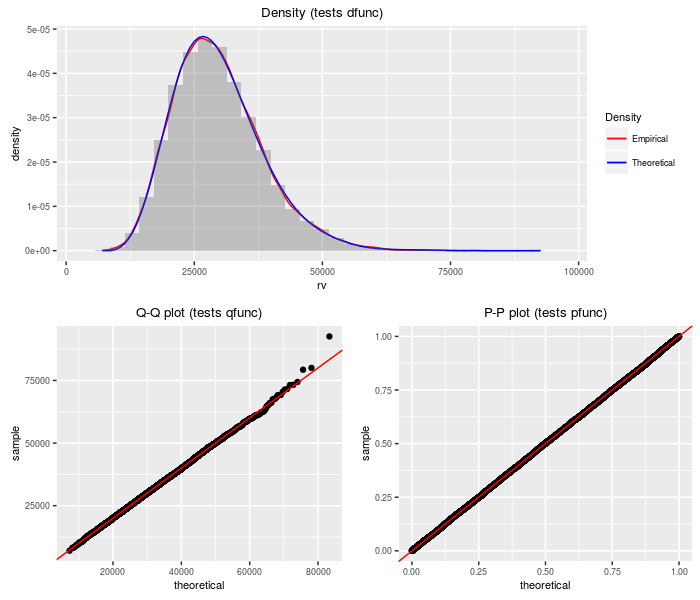 Density (tests dfunc)
5e-05
4e-05
3e-05
2e-05
1e-05
0e+00
density
0
25000
50000
75000
100000
rv
Density
Empirical
Theoretical
Q-Q plot (tests qfunc)
75000
50000
25000
sample
20000
40000
60000
80000
theoretical
P-P plot (tests pfunc)
1.00
0.75
0.50
0.25
0.00
sample
0.00
0.25
0.50
0.75
1.00
theoretical